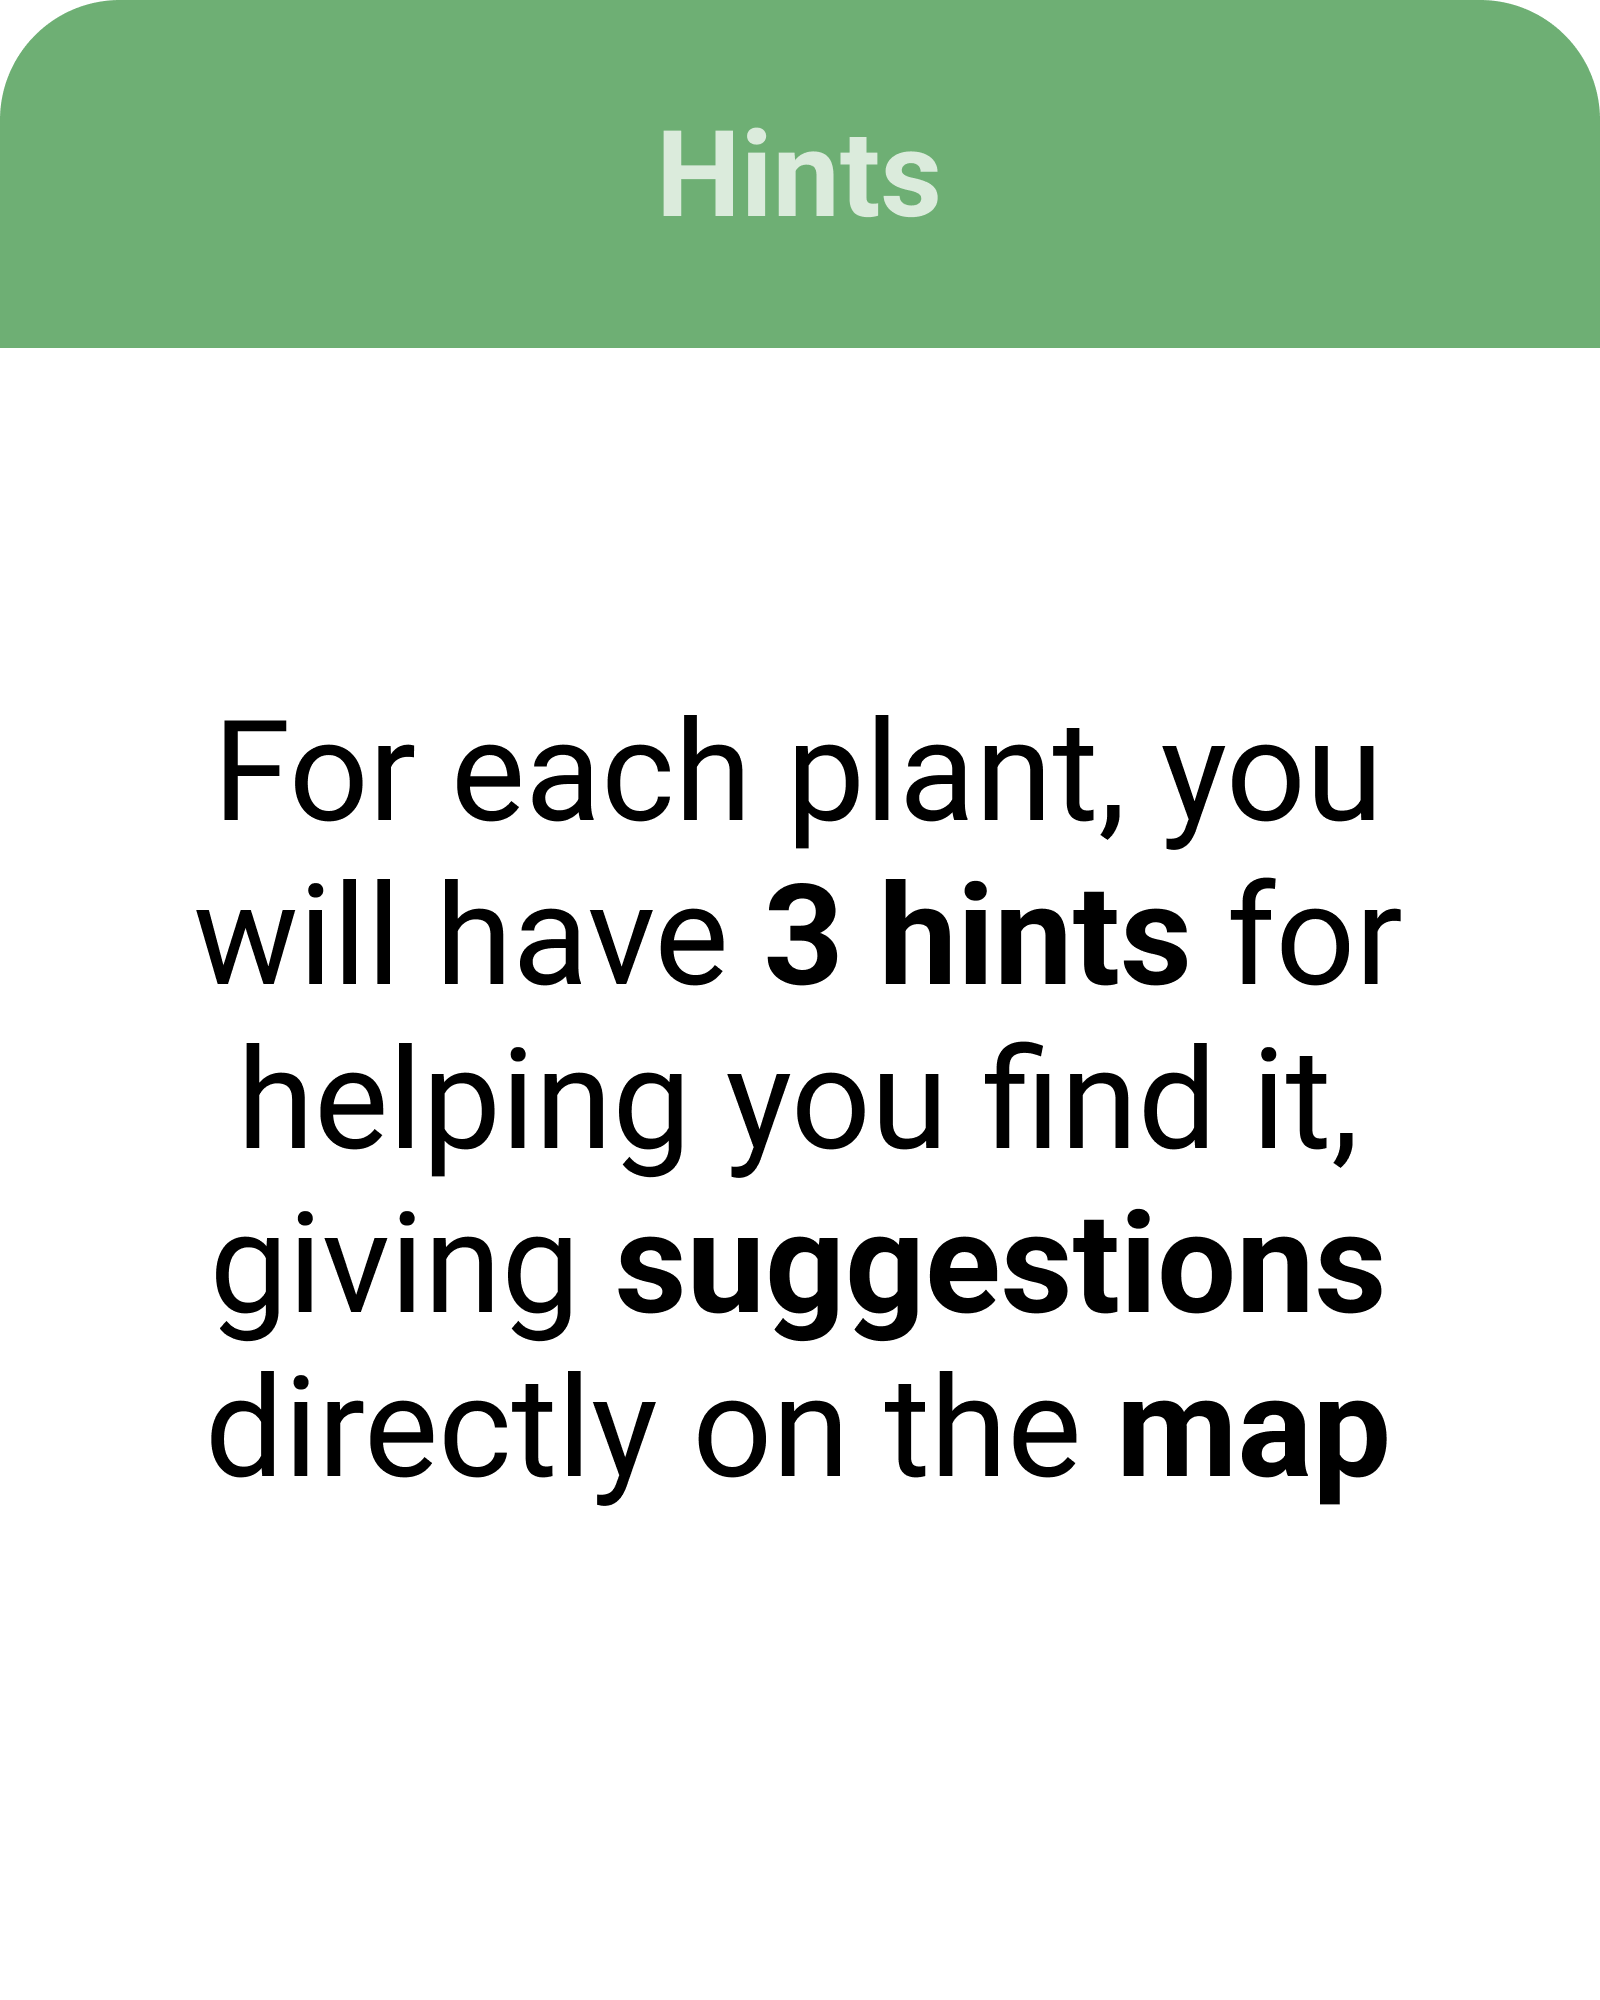 Hints
For each plant, you
will have 3 hints for
helping you find it,
giving suggestions
directly on the map